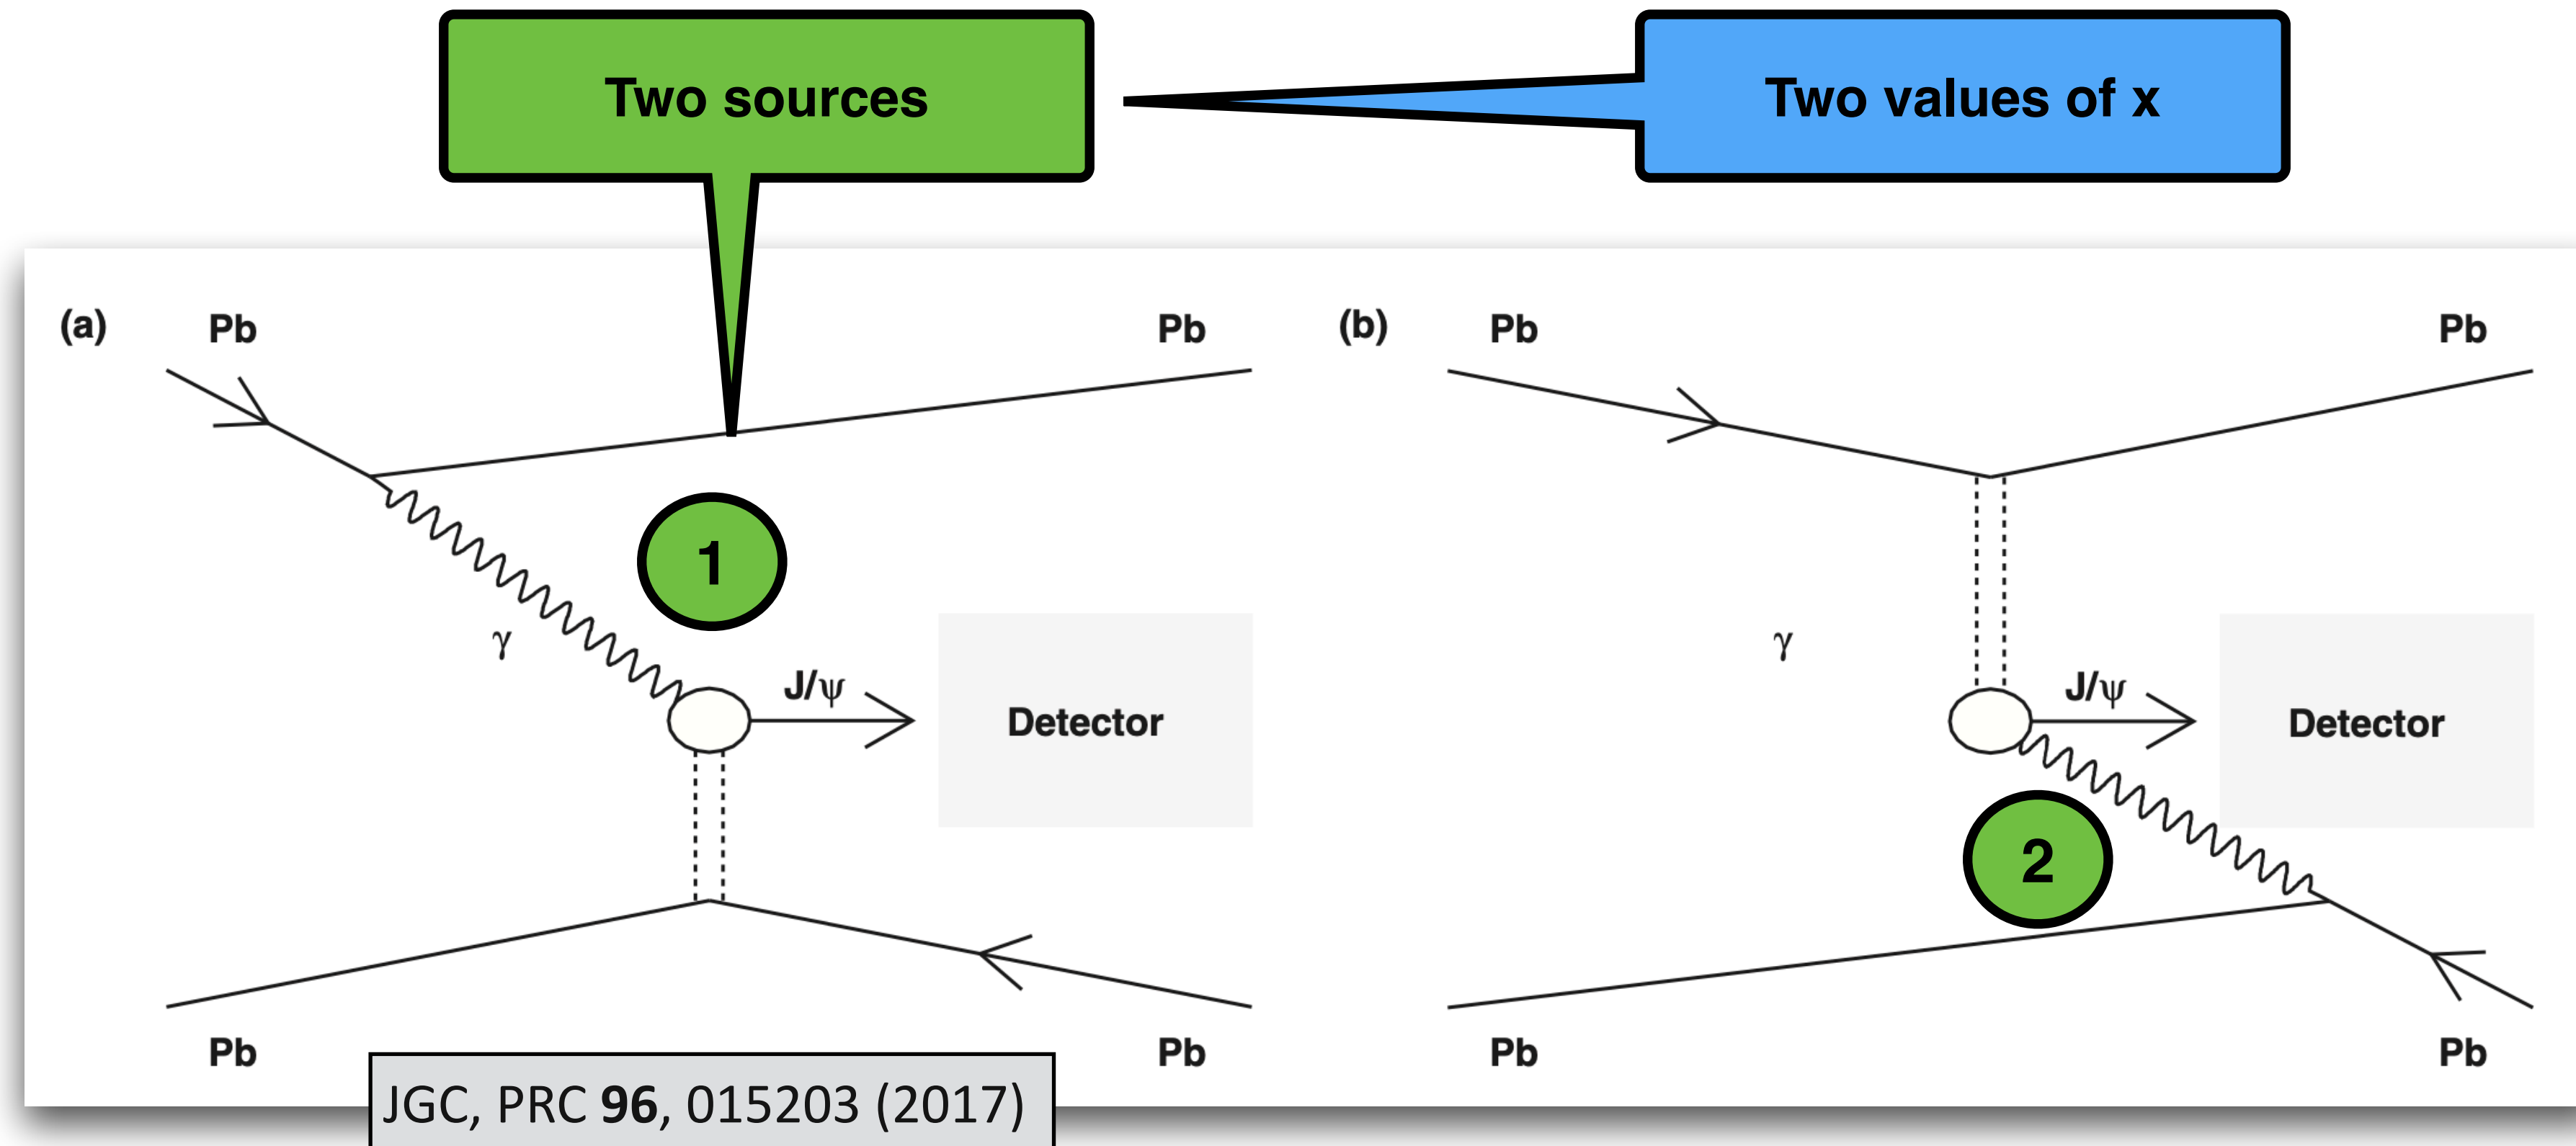 Two sources
Two values of x
(a)
Pb
Pb
(b)
Pb
Pb
1
γ
J/ψ
Detector
γ
J/ψ
Detector
2
Pb
Pb
Pb
Pb
JGC, PRC 96, 015203 (2017)